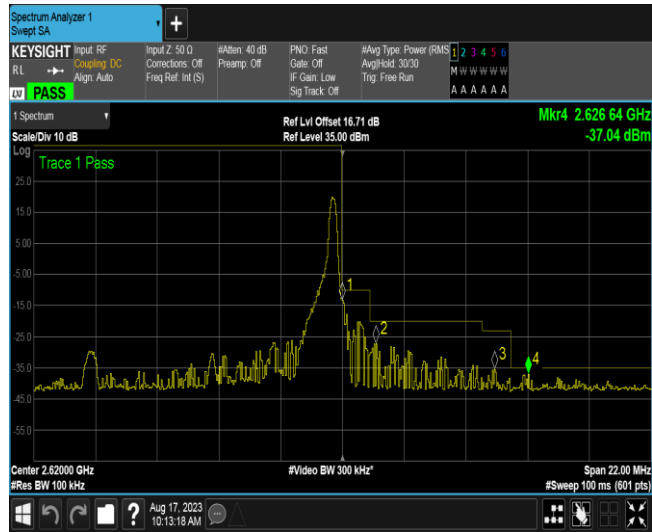 Spectrum Analyzer 1
Swept SA
+
KEYSIGHT Input: RF Input Z: 50 Ω #Atten: 40 dB PNO: Fast #Avg Type: Power (RMS 1 2 3 4 5 6
RL Coupling: DC Corrections: Off Preamp: Off Gate: Off Avg|Hold: 30/30 M W W W W W
Align: Auto Freq Ref: Int (S) IF Gain: Low Trig: Free Run
LXI PASS Sig Track: Off A A A A A A
1 Spectrum Ref Lvl Offset 16.71 dB Mkr4 2.626 64 GHz
Scale/Div 10 dB Ref Level 35.00 dBm -37.04 dBm
Log
Trace 1 Pass
25.0
15.0
5.00
-5.00
1
-15.0
2
-25.0
3 4
-35.0
-45.0
-55.0
Center 2.62000 GHz #Video BW 300 kHz* Span 22.00 MHz
#Res BW 100 kHz #Sweep 100 ms (601 pts)
? Aug 17, 2023
10:13:18 AM